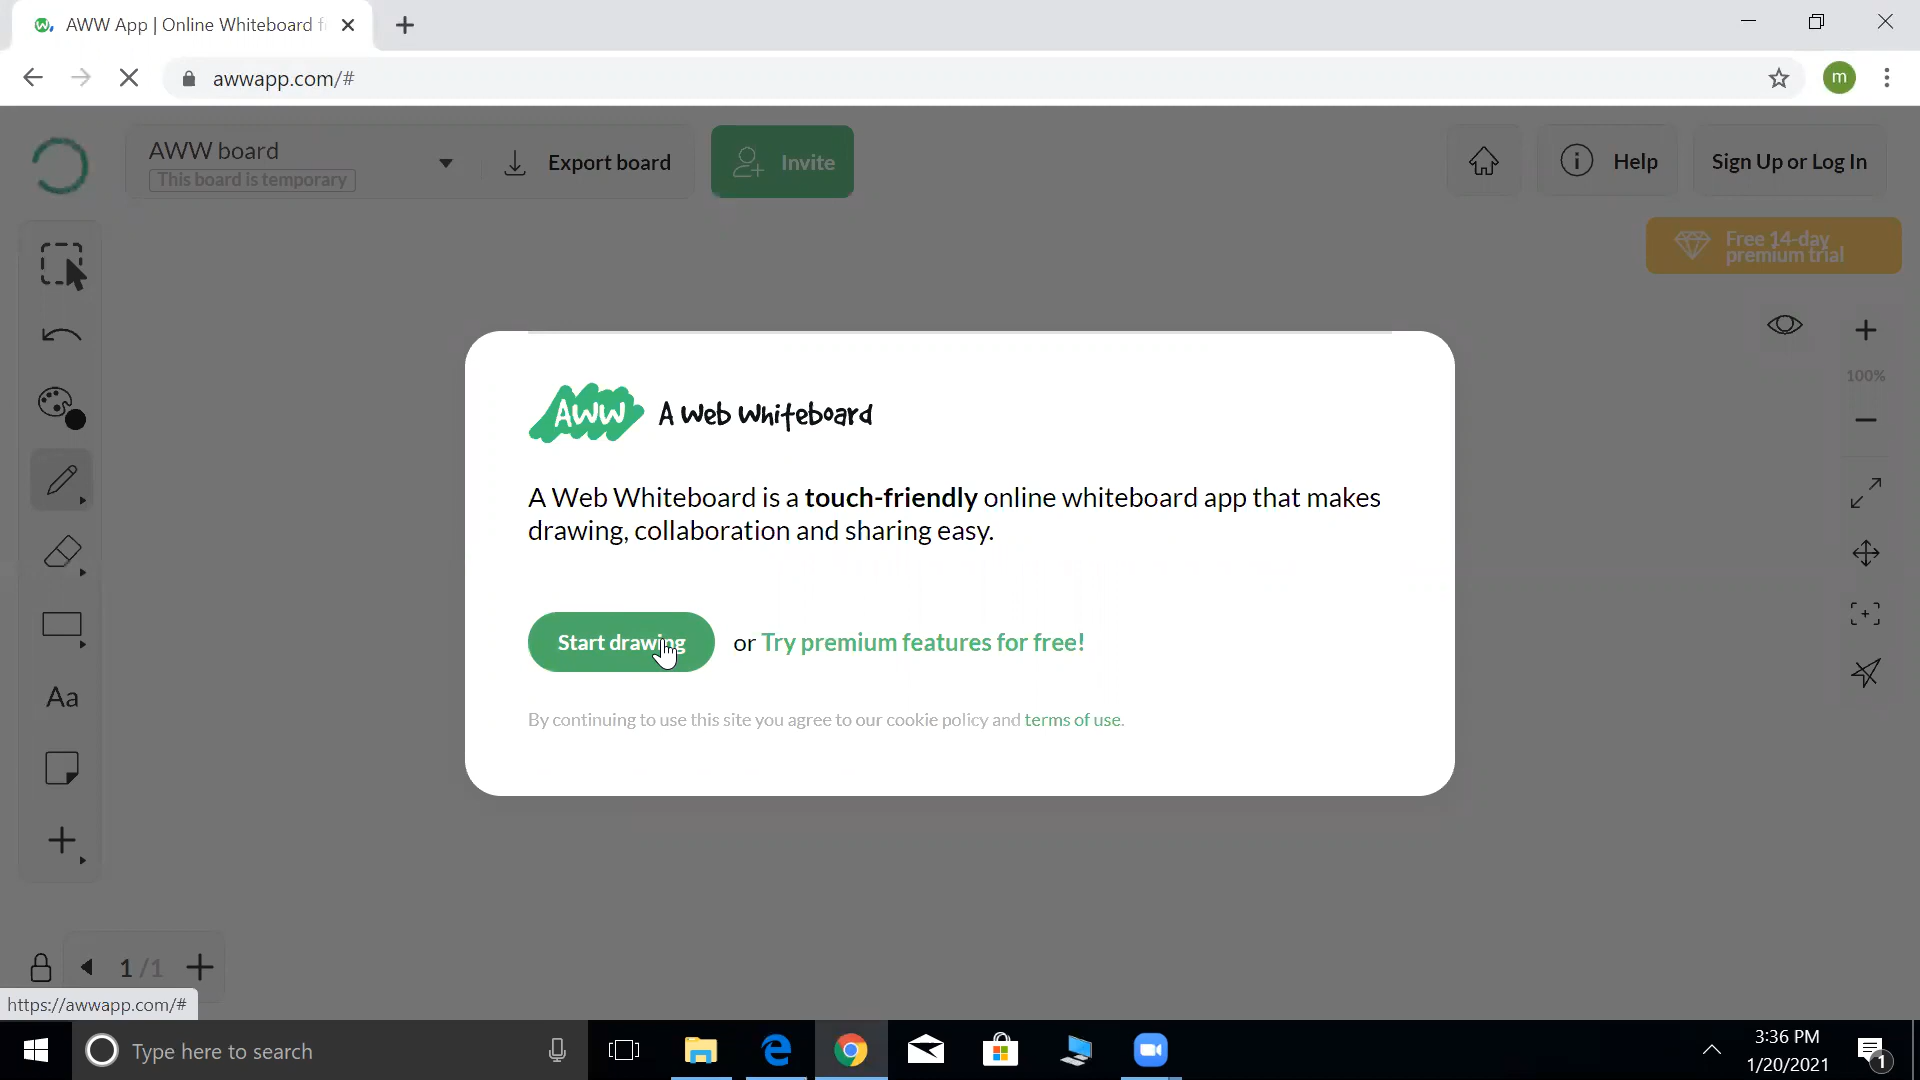 AWW App | Online Whiteboard f
awwapp.com/#
m
AWW board
This board is temporary
Export board
Invite
Help
Sign Up or Log In
Free 14-day
premium trial
100%
AWW A Web Whiteboard
A Web Whiteboard is a touch-friendly online whiteboard app that makes
drawing, collaboration and sharing easy.
Start drawing or Try premium features for free!
By continuing to use this site you agree to our cookie policy and terms of use.
Aa
1/1
https://awwapp.com/#
Type here to search
3:36 PM
1/20/2021
1